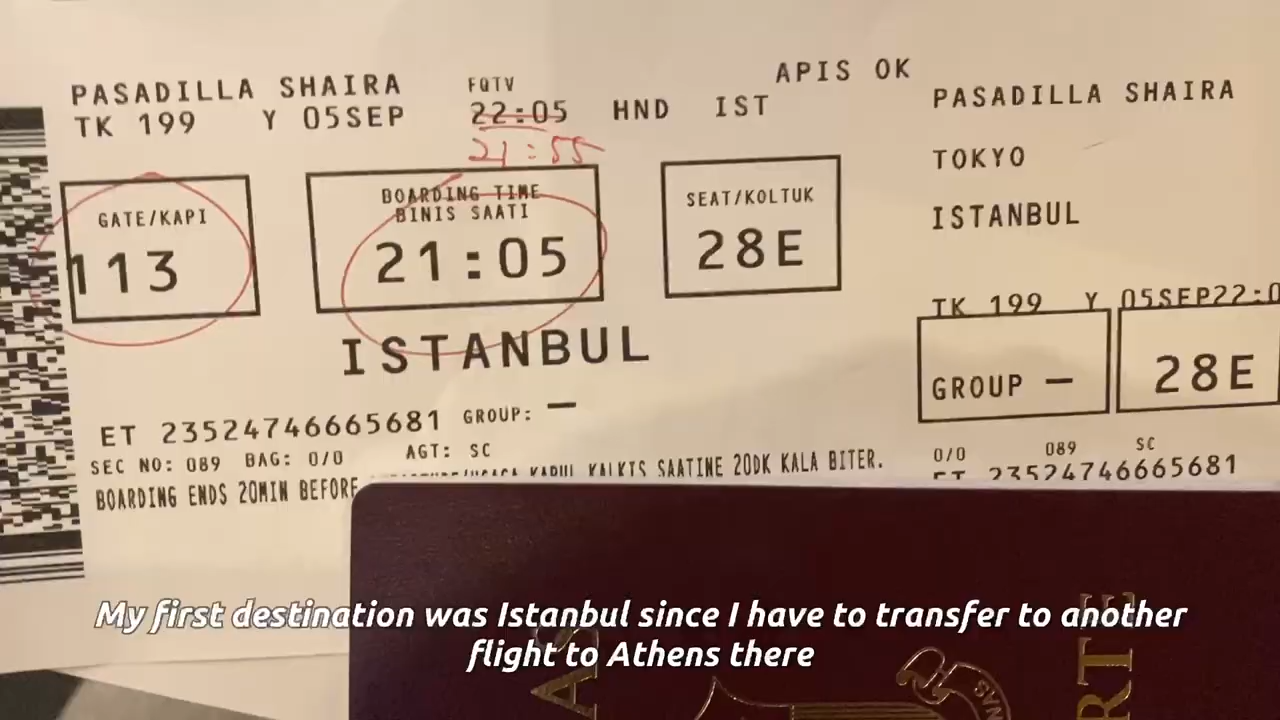 APIS OK
PASADILLA SHAIRA
FQTV
TK 199 Y 05SEP 22:05 HND IST
21:55
GATE/KAPI
113
BOARDING TIME
BINIS SAATI
21:05
SEAT/KOLTUK
28E
ISTANBUL
ET 23524746665681 GROUP: —
SEC NO: 089 BAG: 0/0 AGT: SC
BOARDING ENDS 20MIN BEFORE KAPUI KALKIS SAATINE 20DK KALA BITER.
PASADILLA SHAIRA
TOKYO
ISTANBUL
TK 199 Y 05SEP22:0
GROUP —
28E
0/0 089 SC
ET 23524746665681
My first destination was Istanbul since I have to transfer to another
flight to Athens there